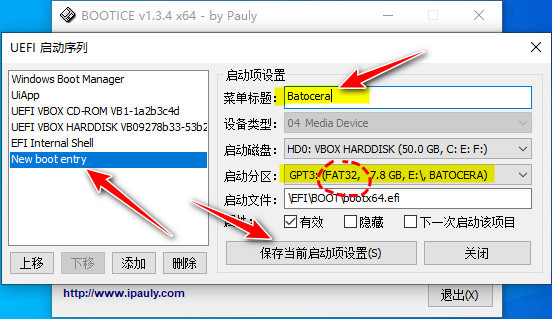 BOOTICE v1.3.4 x64 - by Pauly
UEFI 启动序列
Windows Boot Manager
UiApp
UEFI VBOX CD-ROM VB1-1a2b3c4d
UEFI VBOX HARDDISK VB09278b33-53b2
EFI Internal Shell
New boot entry
上移
下移
添加
删除
启动项设置
菜单标题: Batocera
设备类型: 04 Media Device
启动磁盘: HD0: VBOX HARDDISK (50.0 GB, C: E: F:)
启动分区: GPT3: (FAT32, 7.8 GB, E:\, BATOCERA)
启动文件: \EFI\BOOT\bootx64.efi
有效 隐藏 下一次启动该项目
保存当前启动项设置(S)
关闭
http://www.ipauly.com
退出(X)